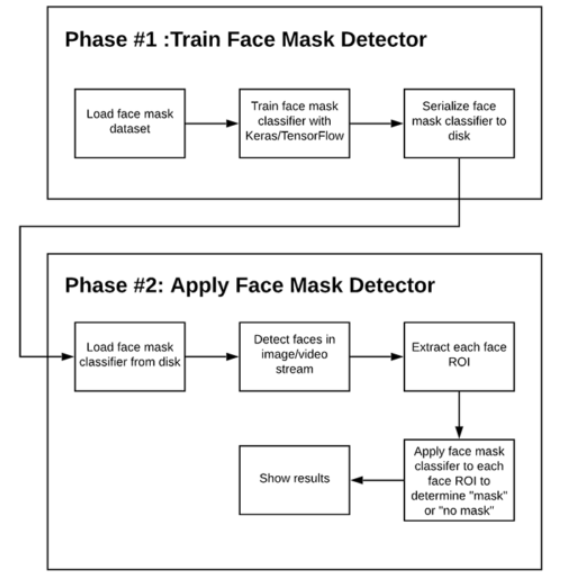 Phase #1 :Train Face Mask Detector
Load face mask
dataset
Train face mask
classifier with
Keras/TensorFlow
Serialize face
mask classifier to
disk
Phase #2: Apply Face Mask Detector
Load face mask
classifier from disk
Detect faces in
image/video
stream
Extract each face
ROI
Apply face mask
classifer to each
face ROI to
determine "mask"
or "no mask"
Show results